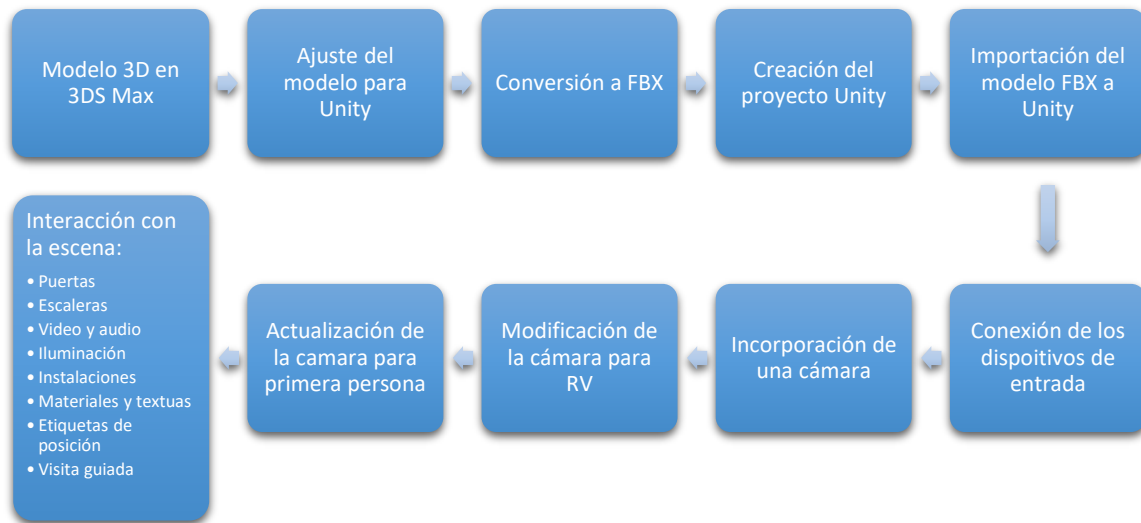 Modelo 3D en
3DS Max
Ajuste del
modelo para
Unity
Conversión a FBX
Creación del
proyecto Unity
Importación del
modelo FBX a
Unity
Conexión de los
dispoitivos de
entrada
Incorporación de
una cámara
Modificación de
la cámara para
RV
Actualización de
la camara para
primera persona
Interacción con
la escena:
• Puertas
• Escaleras
• Video y audio
• Iluminación
• Instalaciones
• Materiales y textuas
• Etiquetas de
posición
• Visita guiada